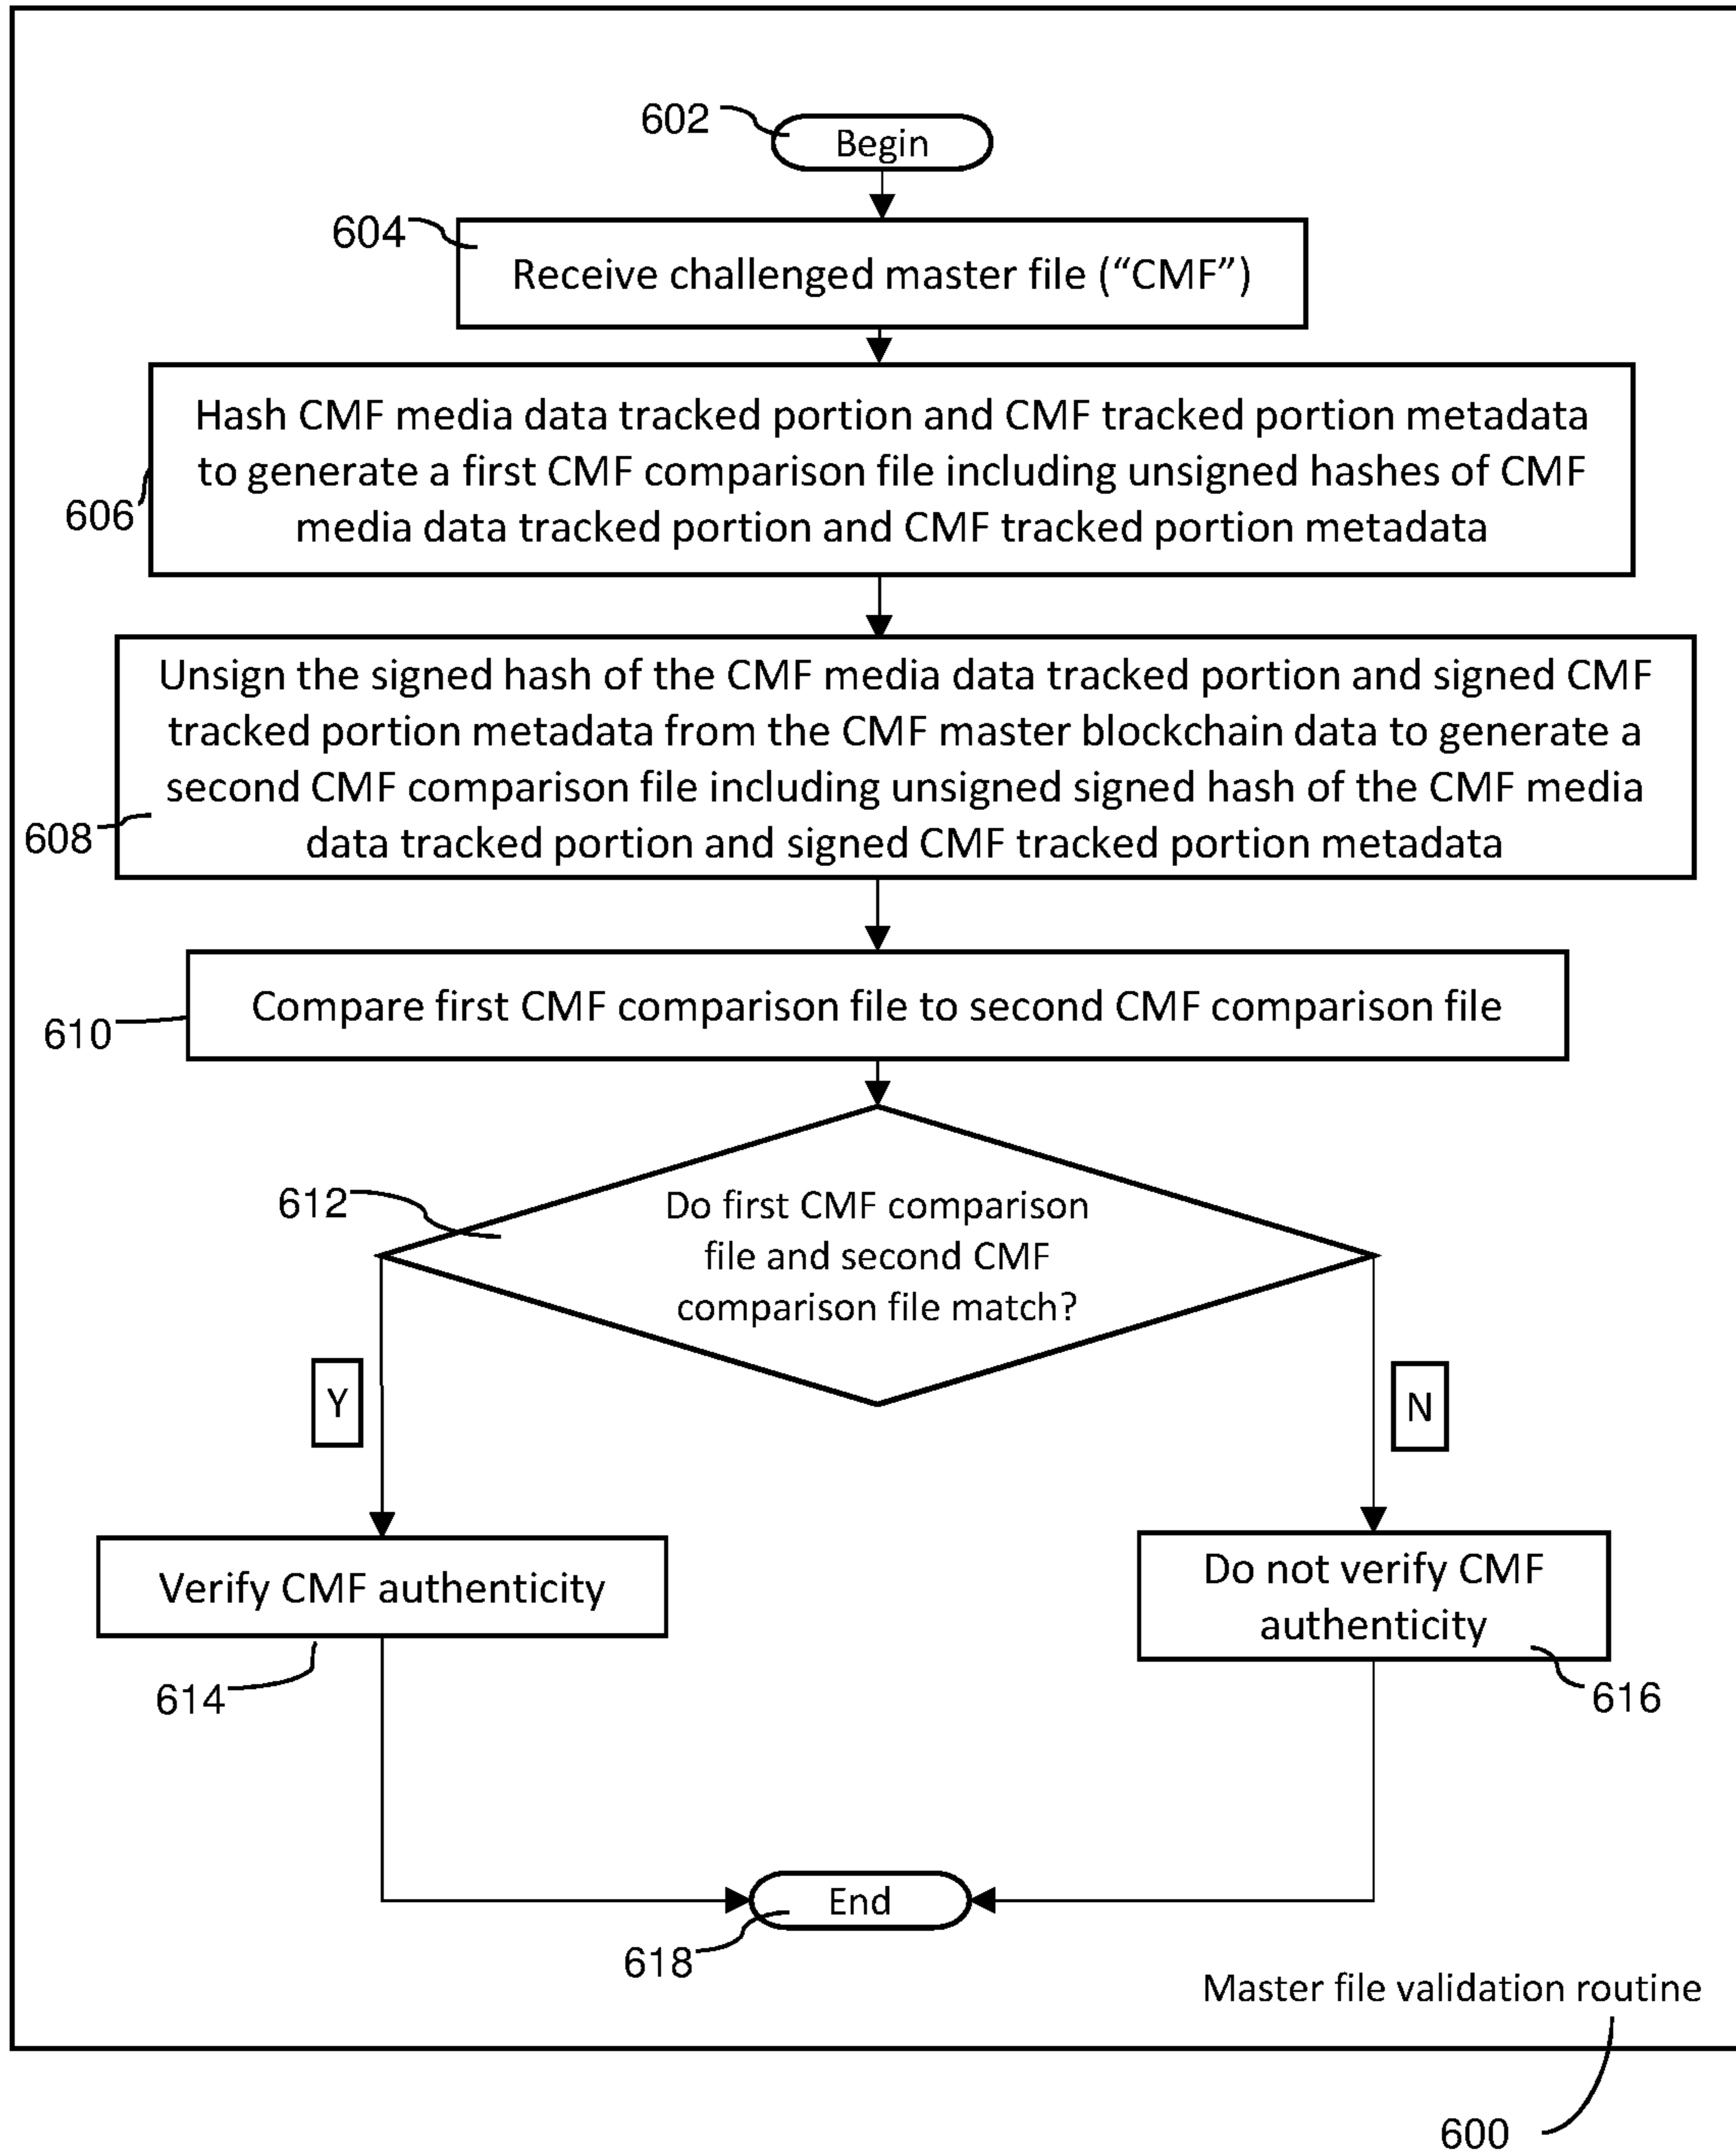 602
Begin
604
Receive challenged master file (“CMF”)
Hash CMF media data tracked portion and CMF tracked portion metadata
to generate a first CMF comparison file including unsigned hashes of CMF
media data tracked portion and CMF tracked portion metadata
606
Unsign the signed hash of the CMF media data tracked portion and signed CMF
tracked portion metadata from the CMF master blockchain data to generate a
second CMF comparison file including unsigned signed hash of the CMF media
data tracked portion and signed CMF tracked portion metadata
608
Compare first CMF comparison file to second CMF comparison file
610
612
Do first CMF comparison
file and second CMF
comparison file match?
Y
N
Verify CMF authenticity
Do not verify CMF
authenticity
614
616
End
618
Master file validation routine
600